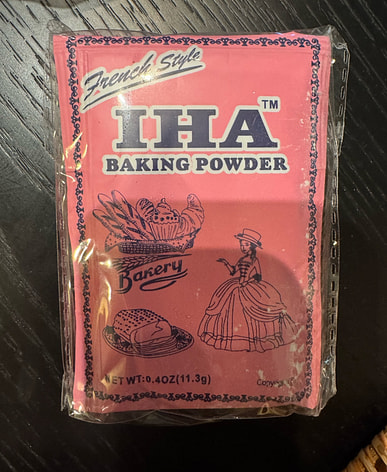 French Style
IHA™
BAKING POWDER
Bakery
NET WT:0.4OZ(11.3g)